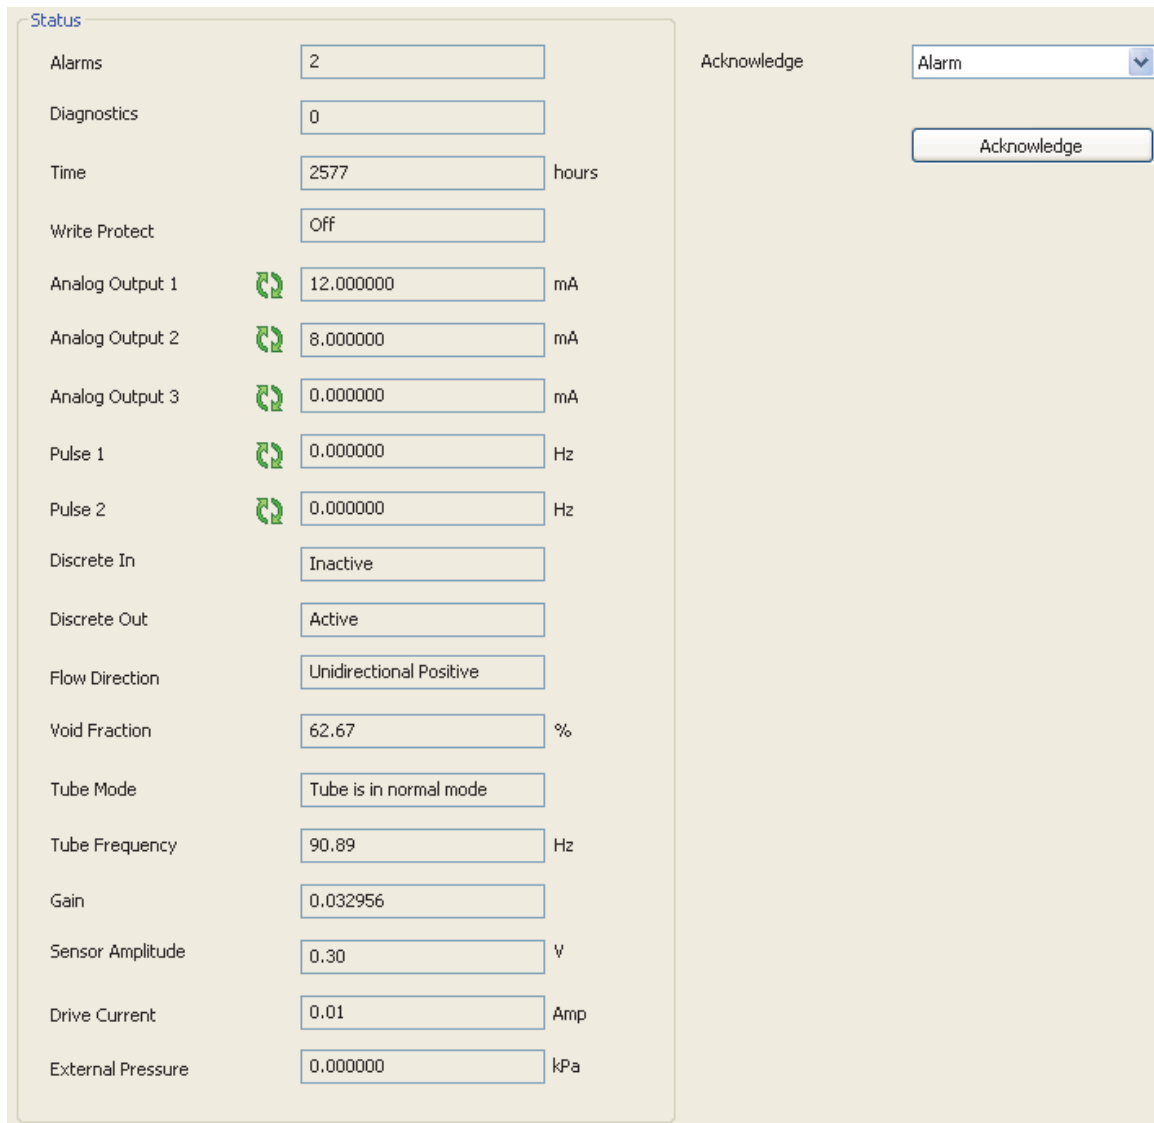 Status
Alarms 2 Acknowledge Alarm
Diagnostics 0
Acknowledge
Time 2577 hours
Write Protect Off
Analog Output 1 12.000000 mA
Analog Output 2 8.000000 mA
Analog Output 3 0.000000 mA
Pulse 1 0.000000 Hz
Pulse 2 0.000000 Hz
Discrete In Inactive
Discrete Out Active
Flow Direction Unidirectional Positive
Void Fraction 62.67 %
Tube Mode Tube is in normal mode
Tube Frequency 90.89 Hz
Gain 0.032956
Sensor Amplitude 0.30 V
Drive Current 0.01 Amp
External Pressure 0.000000 kPa